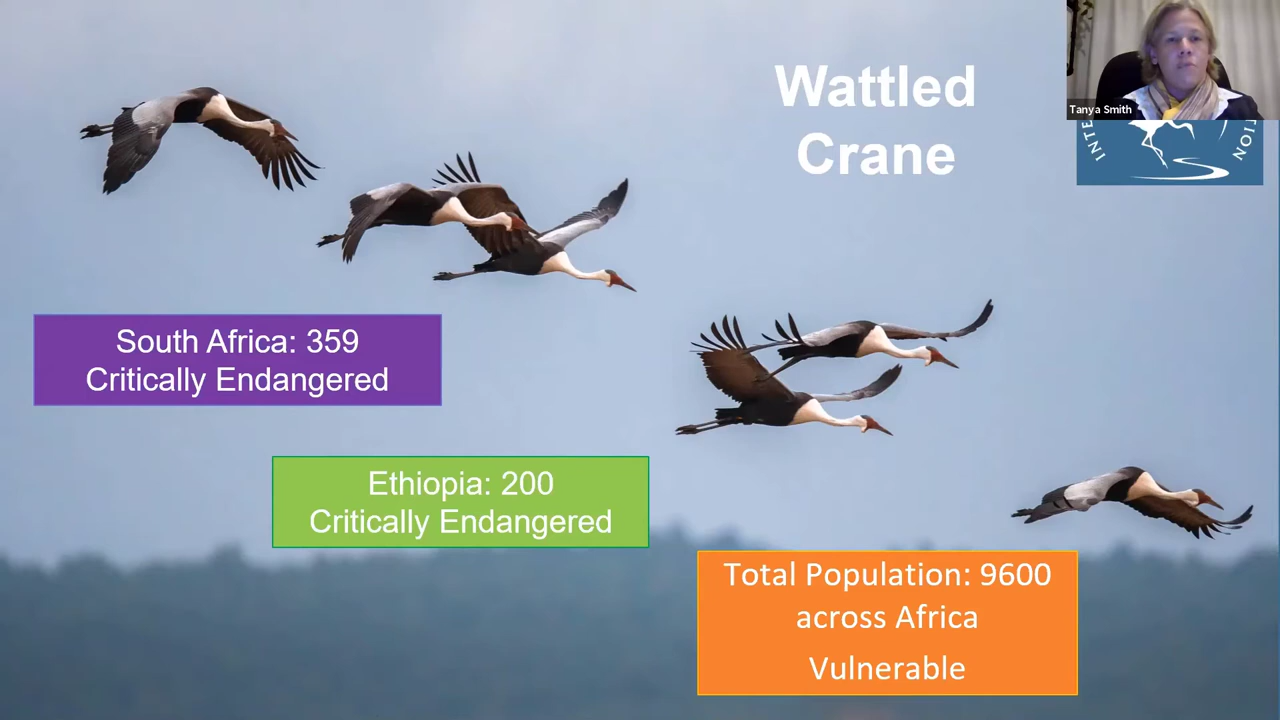 Wattled
Crane
Tanya Smith
South Africa: 359
Critically Endangered
Ethiopia: 200
Critically Endangered
Total Population: 9600
across Africa
Vulnerable